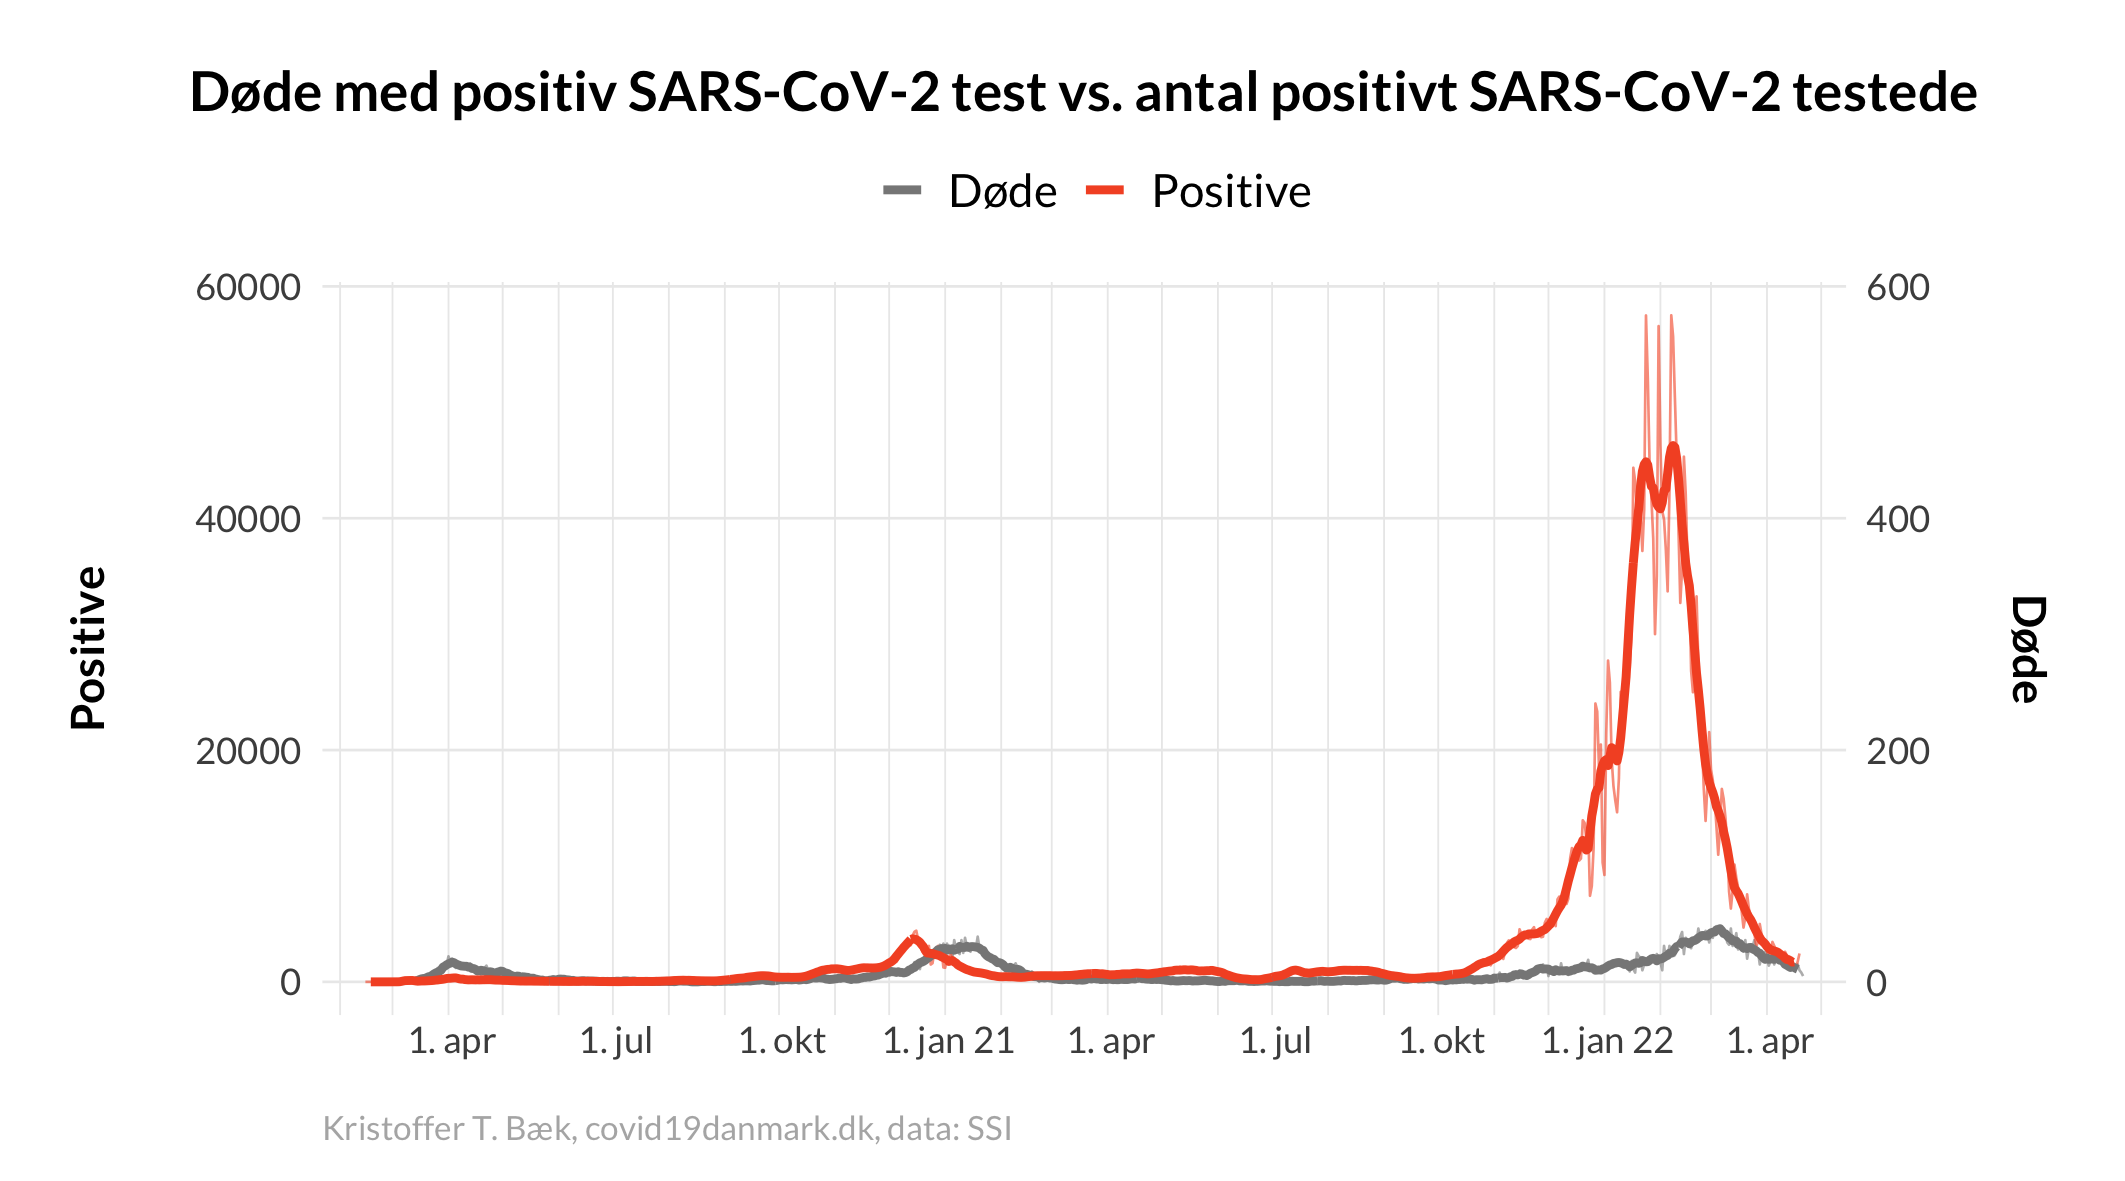 Døde med positiv SARS-CoV-2 test vs. antal positivt SARS-CoV-2 testede
Døde Positive
60000 600
40000 400
20000 200
0 0
Positive
Døde
1. apr 1. jul 1. okt 1. jan 21 1. apr 1. jul 1. okt 1. jan 22 1. apr
Kristoffer T. Bæk, covid19danmark.dk, data: SSI